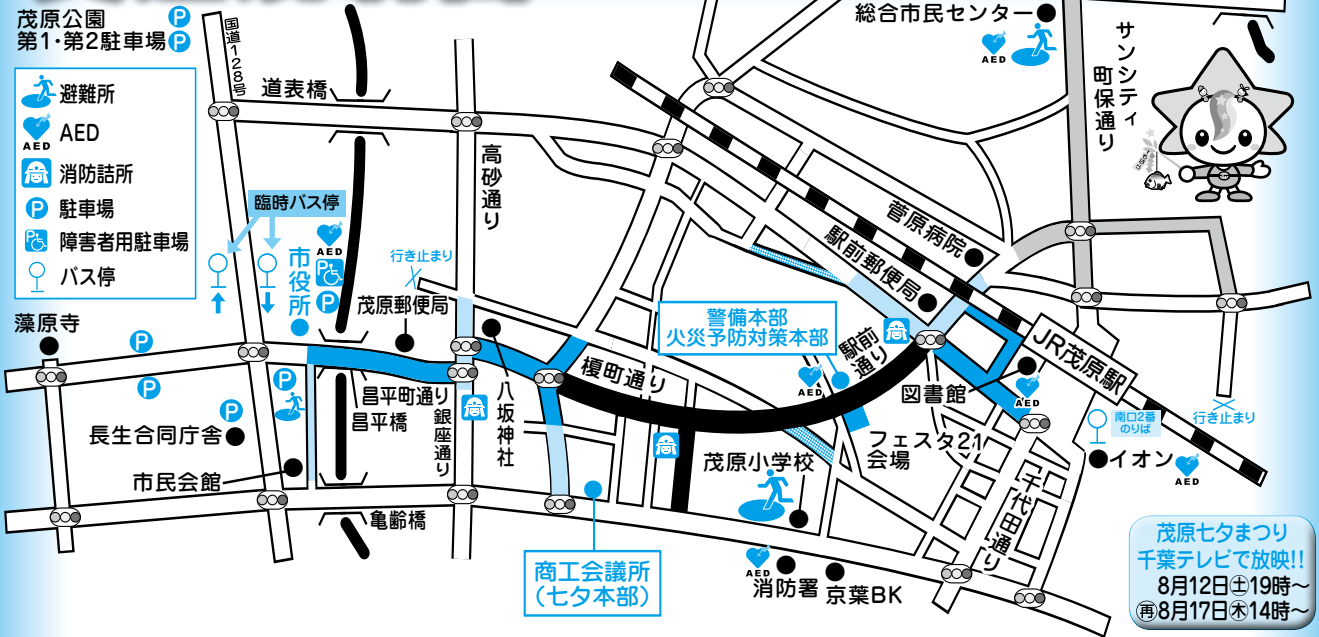 茂原公園 P
第1・第2駐車場 P
国道128号
避難所
AED
AED
消防詰所
P 駐車場
P 障害者用駐車場
バス停
道表橋
高砂通り
総合市民センター
AED
サンシティ
町保通り
臨時バス停
市役所
AED
P
P
行き止まり
茂原郵便局
藻原寺
P
P
P
P
長生合同庁舎
市民会館
昌平町通り
昌平橋
銀座通り
八坂神社
榎町通り
亀齢橋
警備本部
火災予防対策本部
駅前通り
AED
菅原病院
駅前郵便局
JR茂原駅
図書館
AED
フェスタ21
会場
茂原小学校
南口2番
のりば
行き止まり
イオン
AED
千代田通り
商工会議所
(七夕本部)
AED
消防署
京葉BK
茂原七夕まつり
千葉テレビで放映!!
8月12日㊏19時~
再8月17日㊍14時~